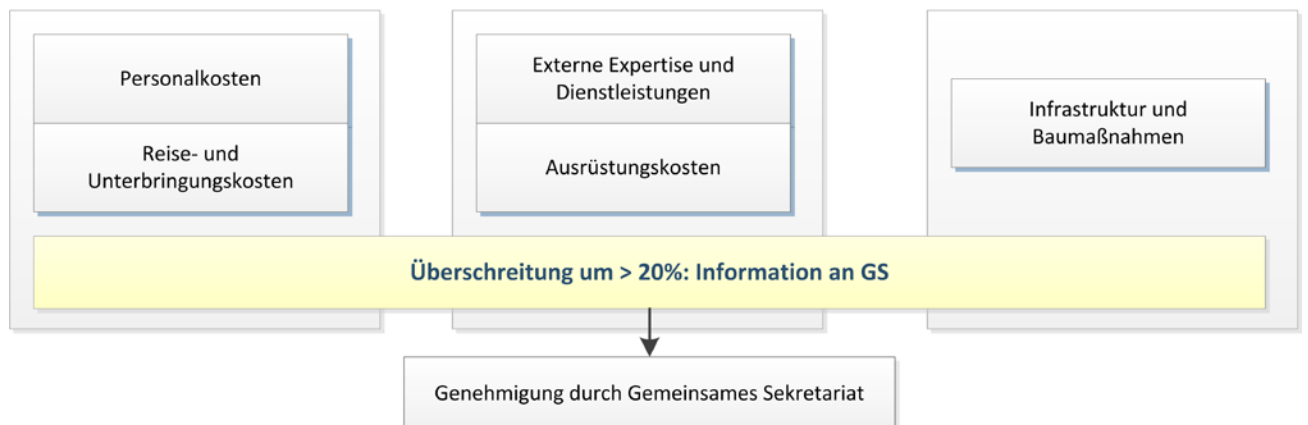 Personalkosten
Reise- und
Unterbringungskosten
Externe Expertise und
Dienstleistungen
Ausrüstungskosten
Infrastruktur und
Baumaßnahmen
Überschreitung um > 20%: Information an GS
Genehmigung durch Gemeinsames Sekretariat